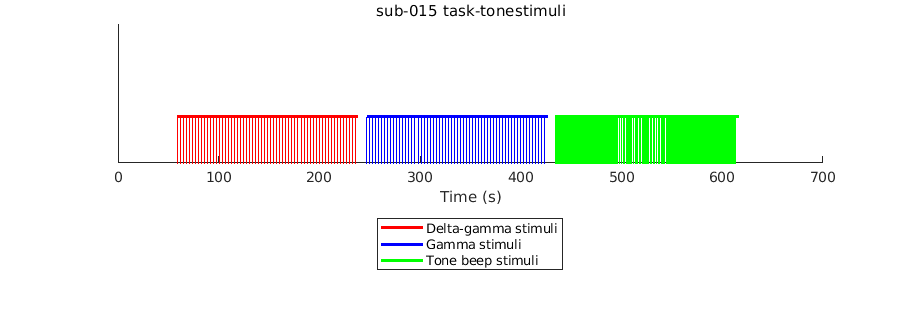 sub-015 task-tonestimuli
0 100 200 300 400 500 600 700
Time (s)
Delta-gamma stimuli
Gamma stimuli
Tone beep stimuli